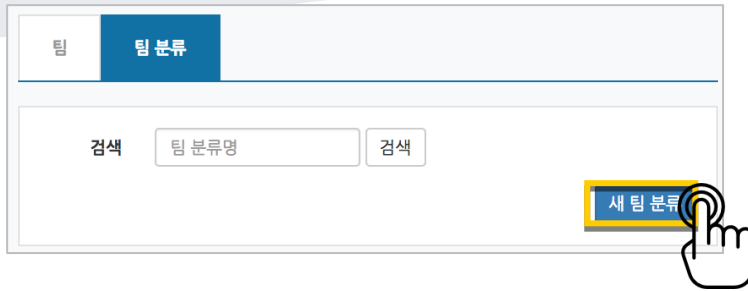 팀 팀 분류
검색 팀 분류명 검색
새 팀 분류